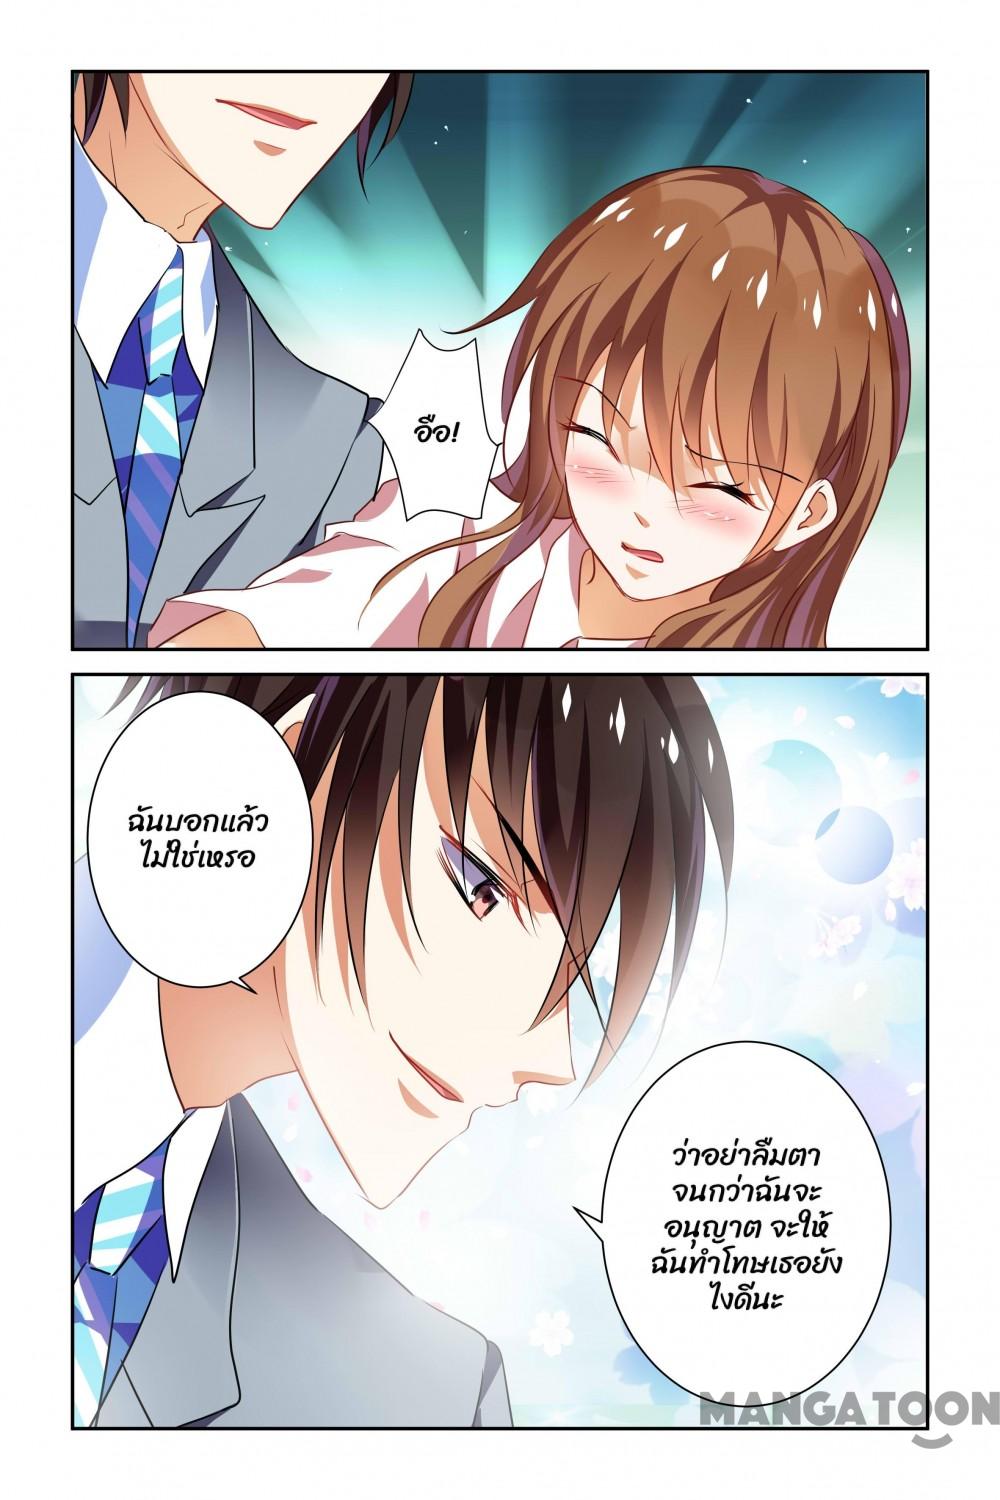 อือ!
ฉันบอกแล้ว
ไม่ใช่เหรอ
ว่าอย่าลืมตา
จนกว่าฉันจะ
อนุญาต จะให้
ฉันทำโทษเธอยัง
ไงดีนะ
MANGATOON